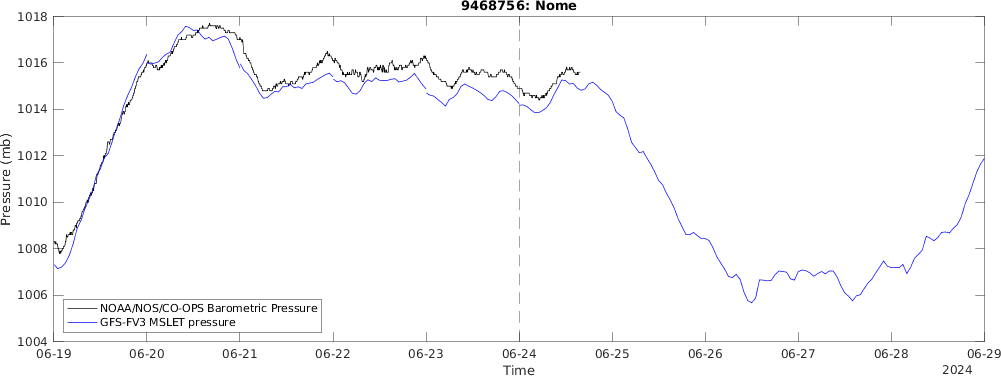 9468756: Nome
Pressure (mb)
1018
1016
1014
1012
1010
1008
1006
1004
NOAA/NOS/CO-OPS Barometric Pressure
GFS-FV3 MSLET pressure
06-19 06-20 06-21 06-22 06-23 06-24 06-25 06-26 06-27 06-28 06-29
Time
2024